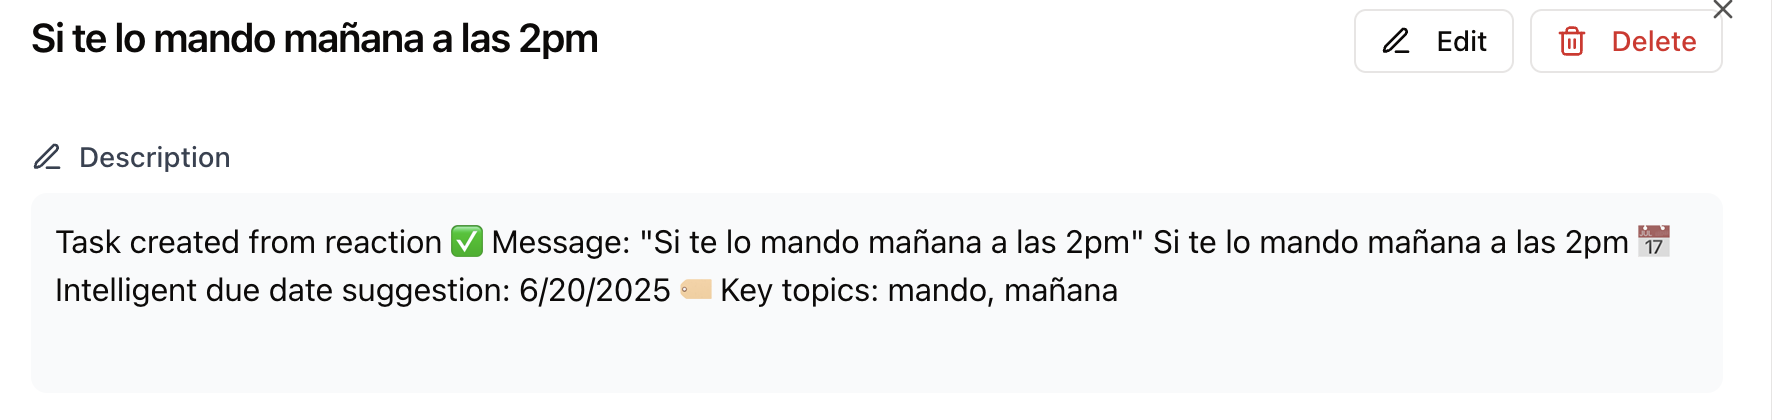 Si te lo mando mañana a las 2pm
Edit
Delete
Description
Task created from reaction ✅ Message: "Si te lo mando mañana a las 2pm" Si te lo mando mañana a las 2pm 📅
Intelligent due date suggestion: 6/20/2025 🏷️ Key topics: mando, mañana